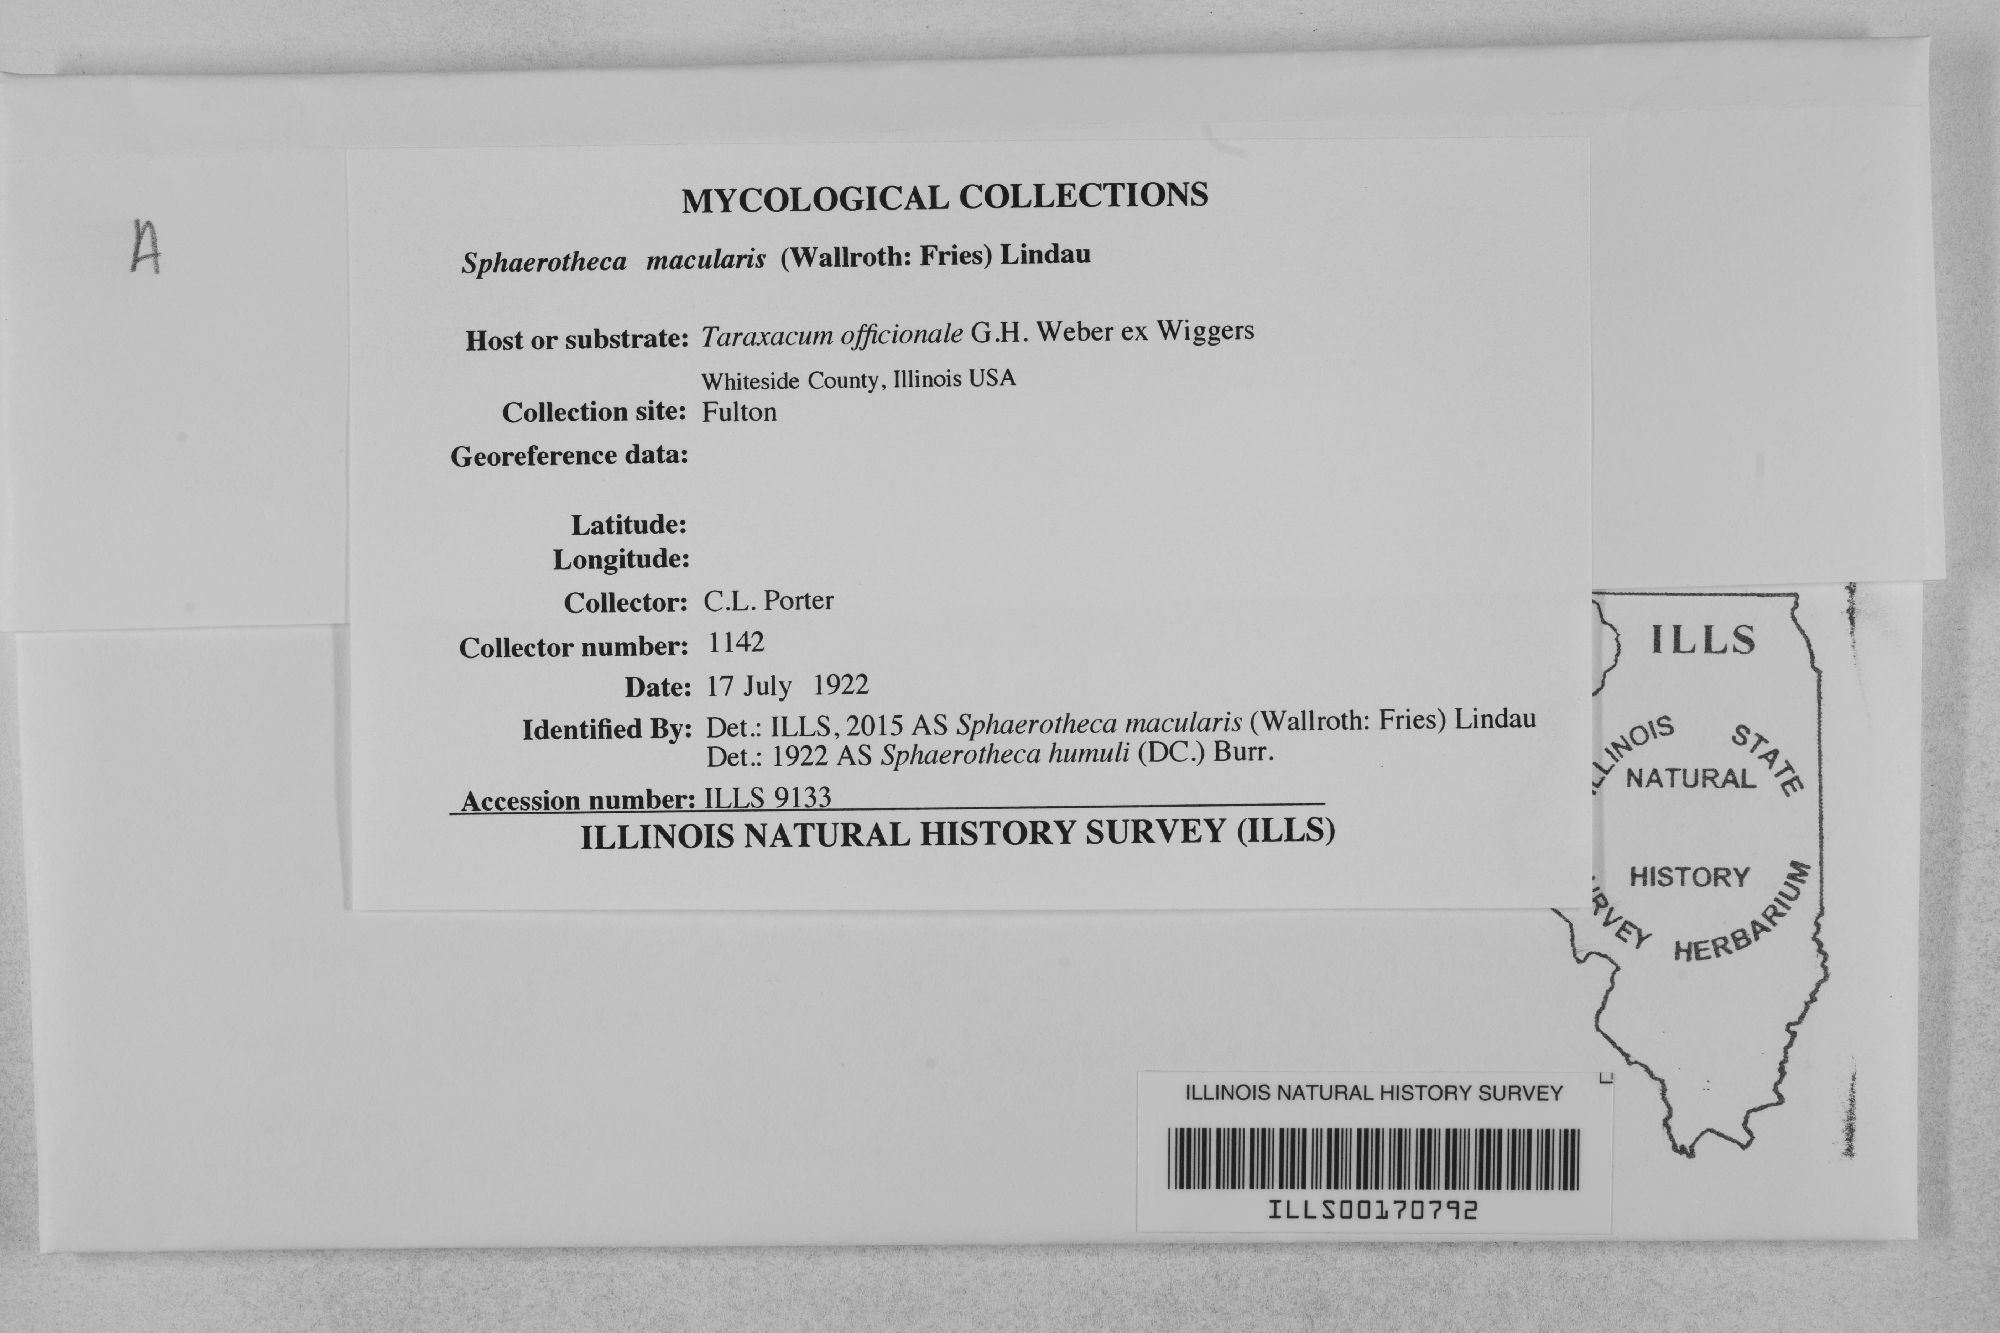 A
MYCOLOGICAL COLLECTIONS
Sphaerotheca macularis (Wallroth: Fries) Lindau
Host or substrate: Taraxacum officionale G.H. Weber ex Wiggers
Whiteside County, Illinois USA
Collection site: Fulton
Georeference data:
Latitude:
Longitude:
Collector: C.L. Porter
Collector number: 1142
Date: 17 July 1922
Identified By: Det.: ILLS, 2015 AS Sphaerotheca macularis (Wallroth: Fries) Lindau
Det.: 1922 AS Sphaerotheca humuli (DC.) Burr.
Accession number: ILLS 9133
ILLINOIS NATURAL HISTORY SURVEY (ILLS)
ILLS
LLINOIS STATE
NATURAL
HISTORY
RVEY HERBARIUM
ILLINOIS NATURAL HISTORY SURVEY
ILLS00170792